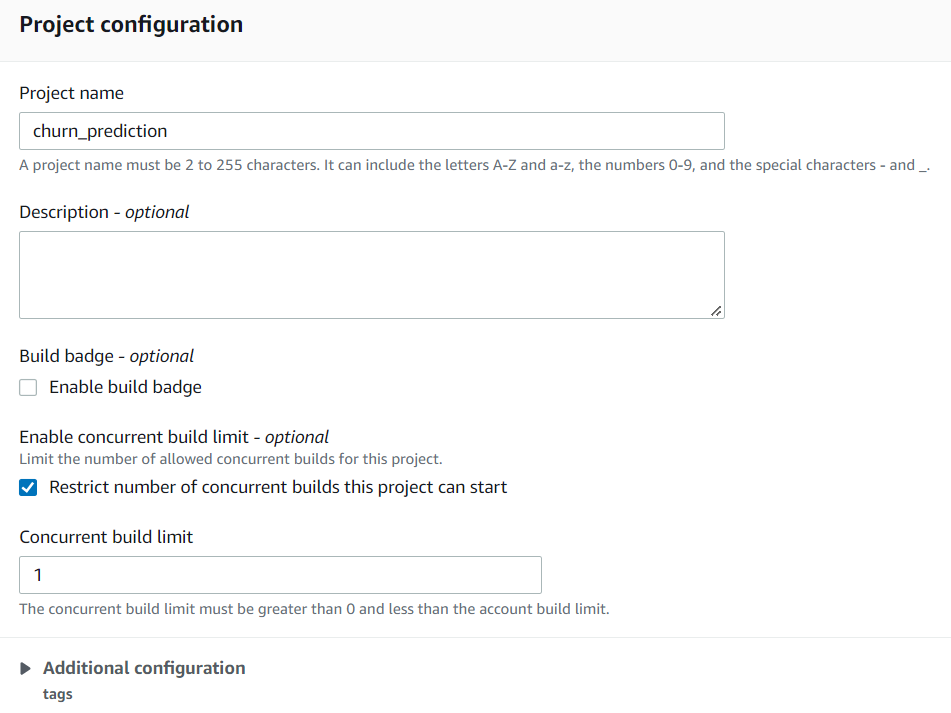 Project configuration
Project name
churn_prediction
A project name must be 2 to 255 characters. It can include the letters A-Z and a-z, the numbers 0-9, and the special characters - and _.
Description - optional
Build badge - optional
Enable build badge
Enable concurrent build limit - optional
Limit the number of allowed concurrent builds for this project.
Restrict number of concurrent builds this project can start
Concurrent build limit
1
The concurrent build limit must be greater than 0 and less than the account build limit.
Additional configuration
tags